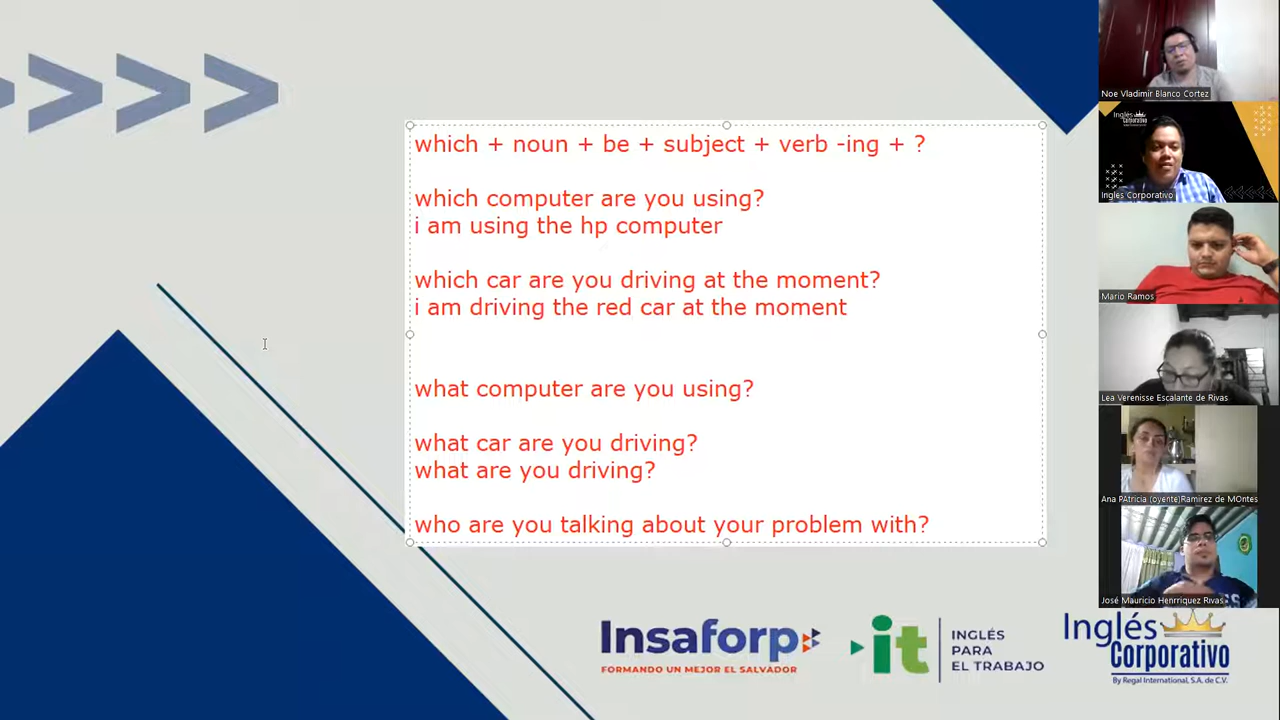 which + noun + be + subject + verb -ing + ?
which computer are you using?
i am using the hp computer
which car are you driving at the moment?
i am driving the red car at the moment
what computer are you using?
what car are you driving?
what are you driving?
who are you talking about your problem with?
Insaforp
FORMANDO UN MEJOR EL SALVADOR
it
INGLÉS
PARA
EL TRABAJO
Inglés
Corporativo
By Regal International, S.A. de C.V.
Noe Vladimir Blanco Cortez
Inglés
Corporativo
Inglés Corporativo
Mario Ramos
Lea Verenisse Escalante de Rivas
Ana PAtricia (oyente)Ramirez de MOntes
José Mauricio Henrríquez Rivas